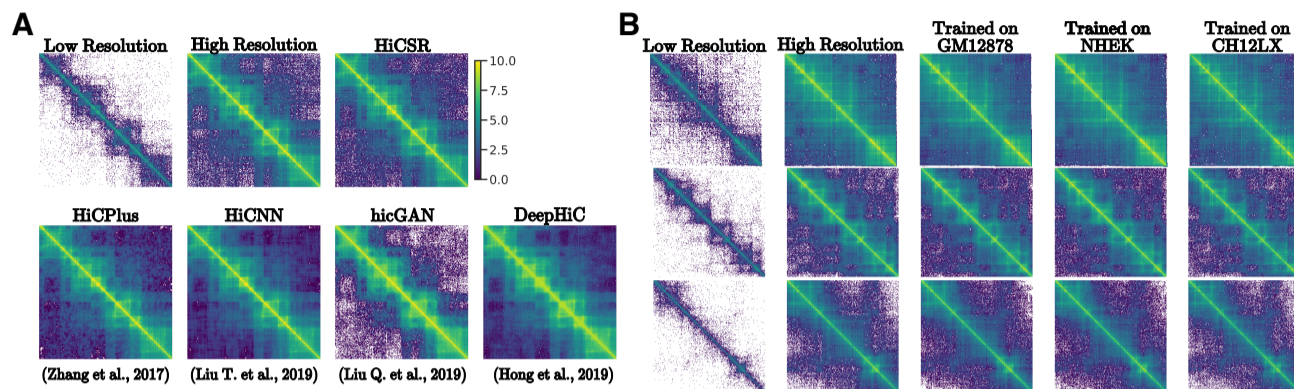 A
Low Resolution
High Resolution
HiCSR
10.0
7.5
5.0
2.5
0.0
HiCPlus
HiCNN
hicGAN
DeepHiC
(Zhang et al., 2017)
(Liu T. et al., 2019)
(Liu Q. et al., 2019)
(Hong et al., 2019)
B
Low Resolution
High Resolution
Trained on
GM12878
Trained on
NHEK
Trained on
CH12LX